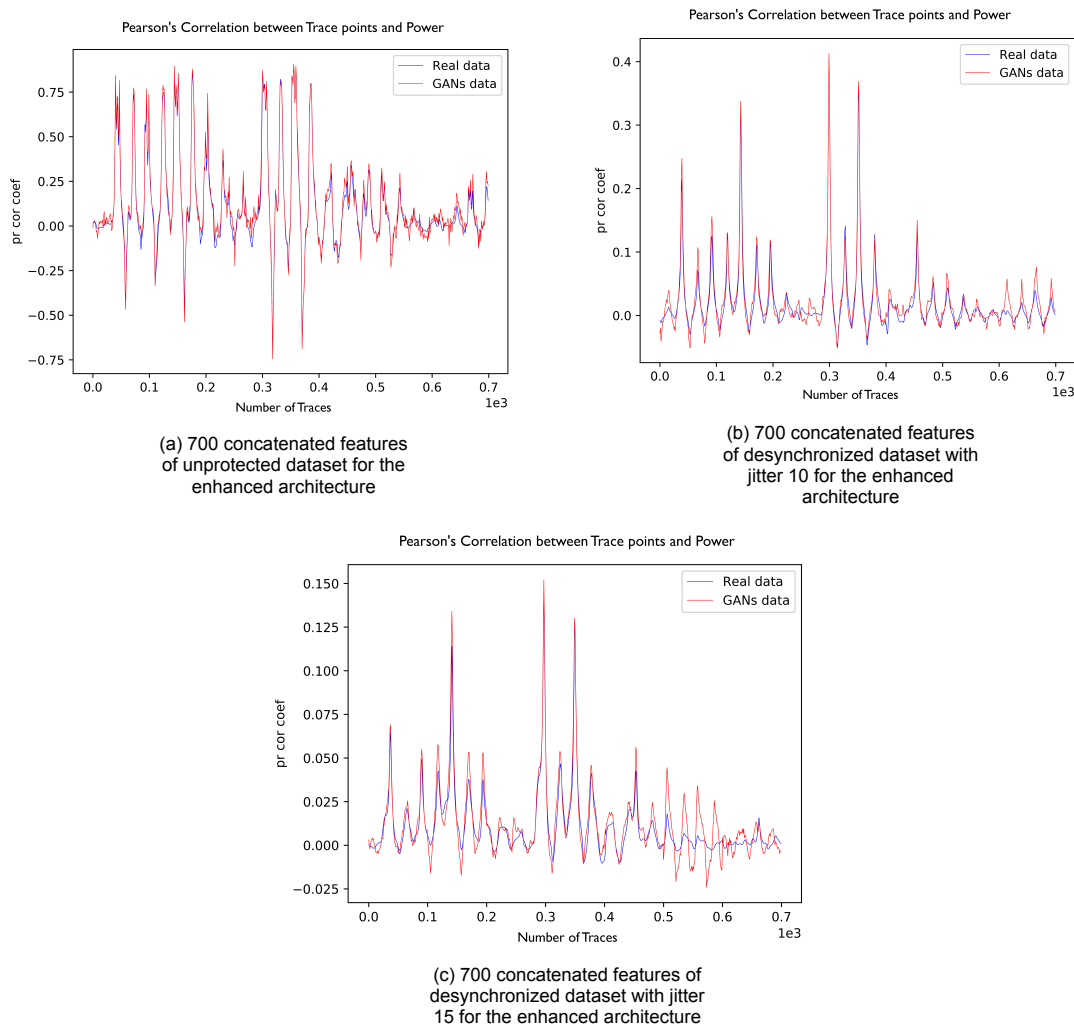 Pearson's Correlation between Trace points and Power
Real data
GANs data
pr cor coef
0.75
0.50
0.25
0.00
−0.25
−0.50
−0.75
0.0
0.1
0.2
0.3
0.4
0.5
0.6
0.7
1e3
Number of Traces
(a) 700 concatenated features
of unprotected dataset for the
enhanced architecture
Pearson's Correlation between Trace points and Power
Real data
GANs data
pr cor coef
0.4
0.3
0.2
0.1
0.0
0.0
0.1
0.2
0.3
0.4
0.5
0.6
0.7
1e3
Number of Traces
(b) 700 concatenated features
of desynchronized dataset with
jitter 10 for the enhanced
architecture
Pearson's Correlation between Trace points and Power
Real data
GANs data
pr cor coef
0.150
0.125
0.100
0.075
0.050
0.025
0.000
−0.025
0.0
0.1
0.2
0.3
0.4
0.5
0.6
0.7
1e3
Number of Traces
(c) 700 concatenated features of
desynchronized dataset with jitter
15 for the enhanced architecture